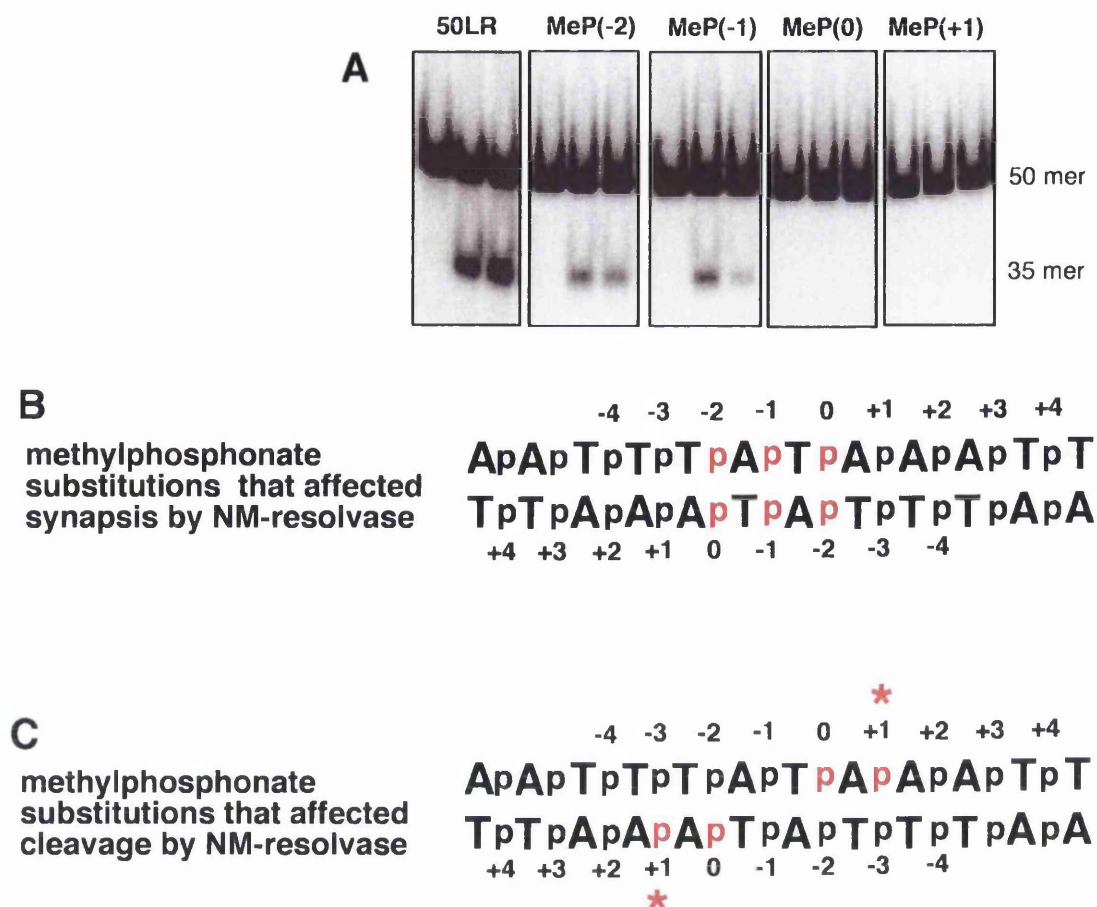 50LR MeP(-2) MeP(-1) MeP(0) MeP(+1)
A
50 mer
35 mer
B
-4 -3 -2 -1 0 +1 +2 +3 +4
methylphosphonate
substitutions that affected
synapsis by NM-resolvase
ApApTpTpTpApTpApApApTpT
TpTpApApApTpApTpTpTpApA
+4 +3 +2 +1 0 -1 -2 -3 -4
C
*
-4 -3 -2 -1 0 +1 +2 +3 +4
methylphosphonate
substitutions that affected
cleavage by NM-resolvase
ApApTpTpTpApTpApApApTpT
TpTpApApApTpApTpTpTpApA
+4 +3 +2 +1 0 -1 -2 -3 -4
*